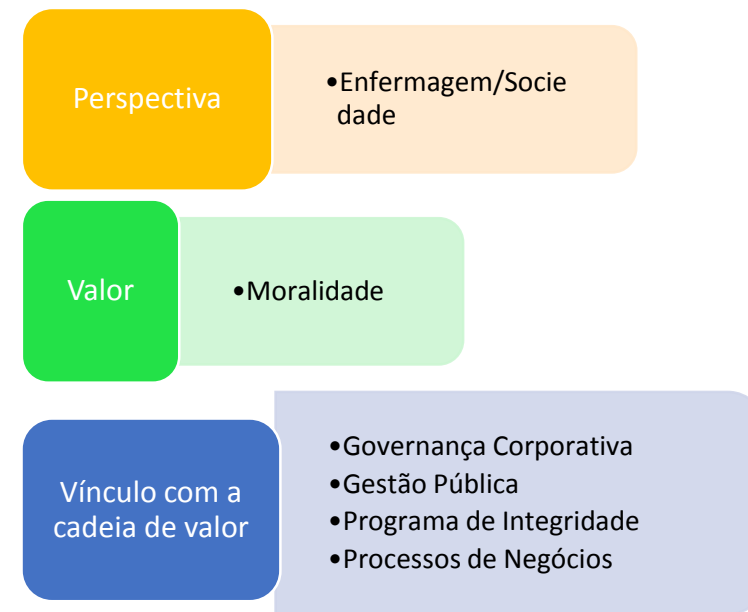 Perspectiva
•Enfermagem/Socie
dade
Valor
•Moralidade
Vínculo com a
cadeia de valor
•Governança Corporativa
•Gestão Pública
•Programa de Integridade
•Processos de Negócios